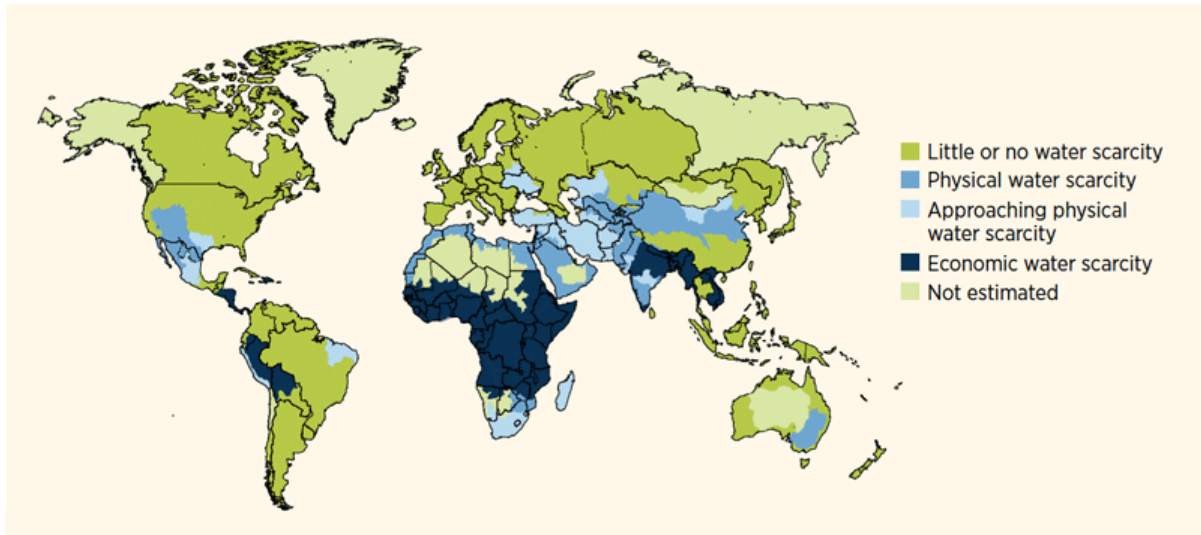 Little or no water scarcity
Physical water scarcity
Approaching physical
water scarcity
Economic water scarcity
Not estimated